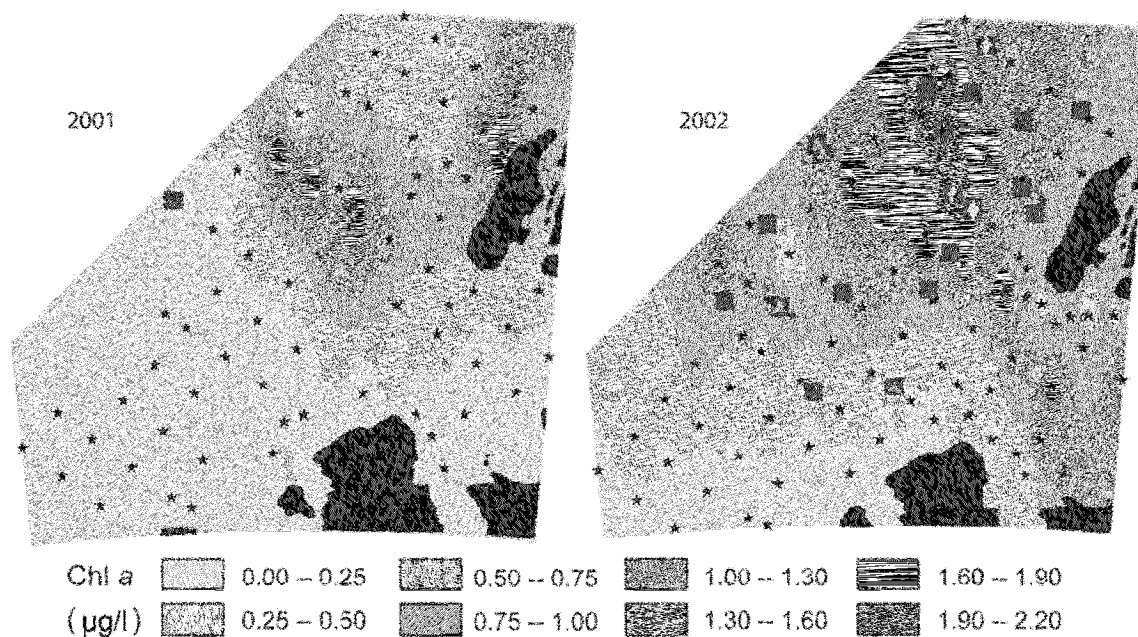 2001
2002
Chl a 0.00 – 0.25 0.50 – 0.75 1.00 – 1.30 1.60 – 1.90
(µg/l) 0.25 – 0.50 0.75 – 1.00 1.30 – 1.60 1.90 – 2.20